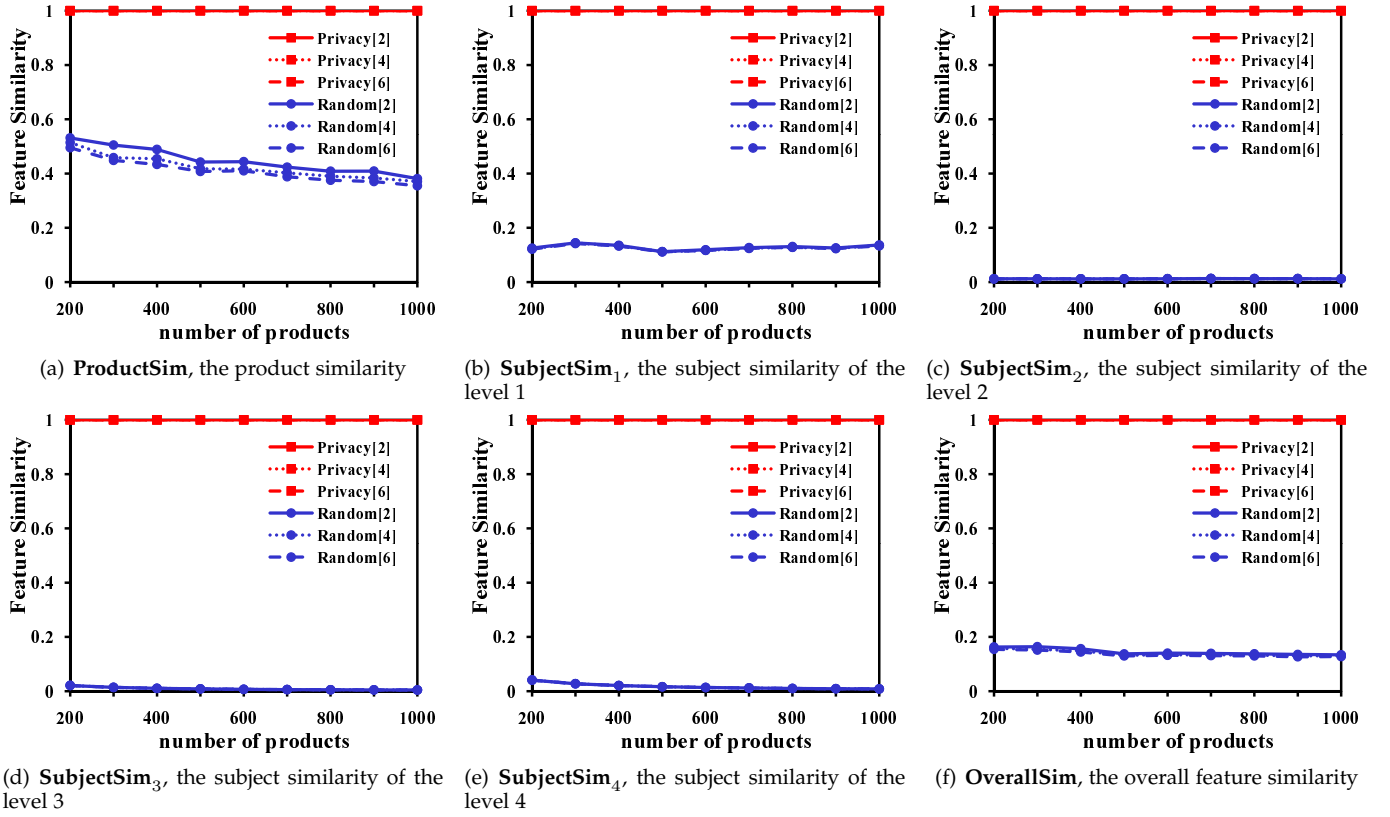 Feature Similarity
1
0.8
0.6
0.4
0.2
0
Privacy[2]
Privacy[4]
Privacy[6]
Random[2]
Random[4]
Random[6]
200 400 600 800 1000
number of products
(a) ProductSim, the product similarity
Feature Similarity
1
0.8
0.6
0.4
0.2
0
Privacy[2]
Privacy[4]
Privacy[6]
Random[2]
Random[4]
Random[6]
200 400 600 800 1000
number of products
(b) SubjectSim₁, the subject similarity of the
level 1
Feature Similarity
1
0.8
0.6
0.4
0.2
0
Privacy[2]
Privacy[4]
Privacy[6]
Random[2]
Random[4]
Random[6]
200 400 600 800 1000
number of products
(c) SubjectSim₂, the subject similarity of the
level 2
Feature Similarity
1
0.8
0.6
0.4
0.2
0
Privacy[2]
Privacy[4]
Privacy[6]
Random[2]
Random[4]
Random[6]
200 400 600 800 1000
number of products
(d) SubjectSim₃, the subject similarity of the
level 3
Feature Similarity
1
0.8
0.6
0.4
0.2
0
Privacy[2]
Privacy[4]
Privacy[6]
Random[2]
Random[4]
Random[6]
200 400 600 800 1000
number of products
(e) SubjectSim₄, the subject similarity of the
level 4
Feature Similarity
1
0.8
0.6
0.4
0.2
0
Privacy[2]
Privacy[4]
Privacy[6]
Random[2]
Random[4]
Random[6]
200 400 600 800 1000
number of products
(f) OverallSim, the overall feature similarity